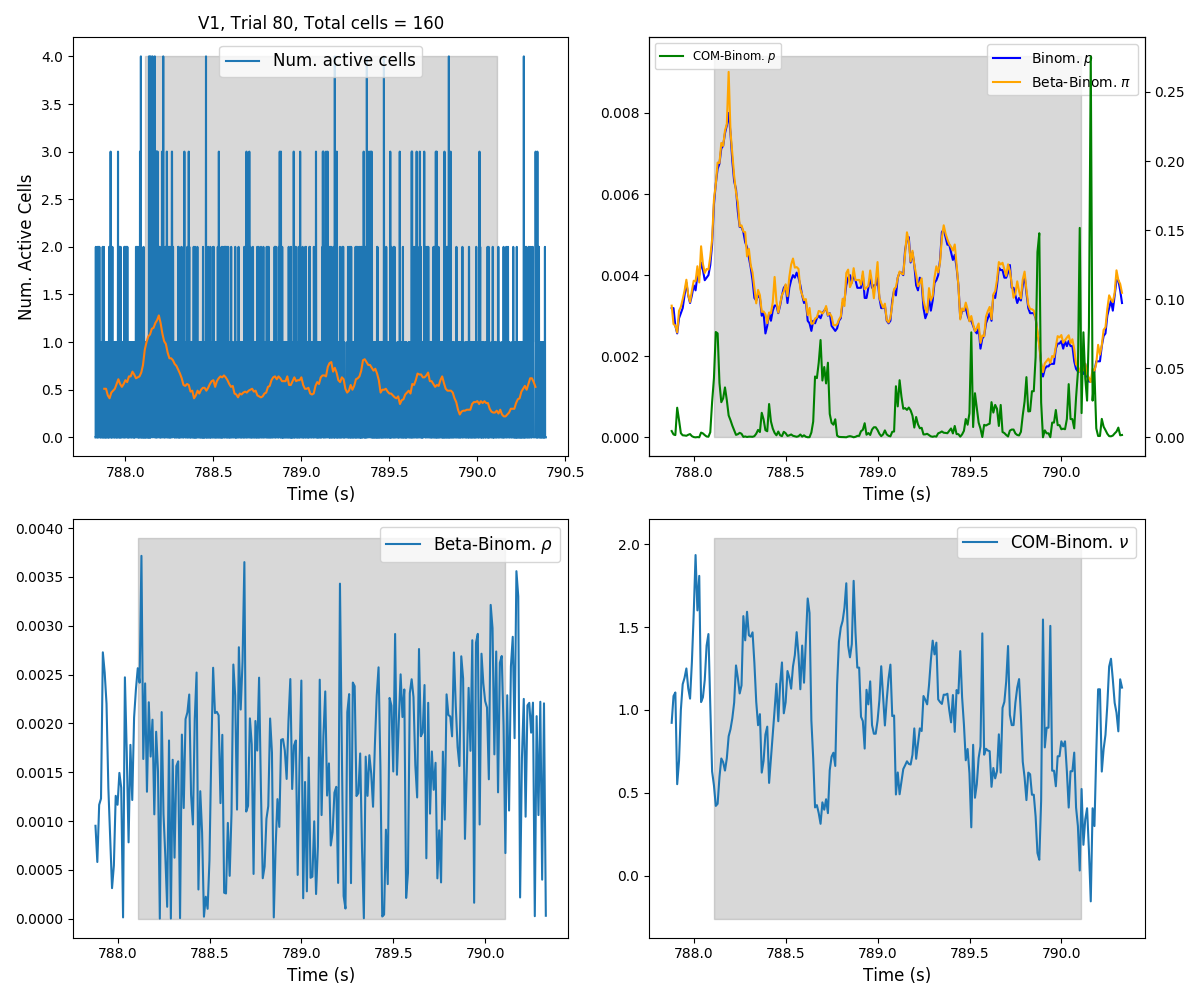 V1, Trial 80, Total cells = 160
Num. active cells
Num. Active Cells
4.0
3.5
3.0
2.5
2.0
1.5
1.0
0.5
0.0
788.0 788.5 789.0 789.5 790.0 790.5
Time (s)
COM-Binom. p
Binom. p
Beta-Binom. π
0.008
0.006
0.004
0.002
0.000
0.25
0.20
0.15
0.10
0.05
0.00
788.0 788.5 789.0 789.5 790.0
Time (s)
Beta-Binom. ρ
0.0040
0.0035
0.0030
0.0025
0.0020
0.0015
0.0010
0.0005
0.0000
788.0 788.5 789.0 789.5 790.0
Time (s)
COM-Binom. ν
2.0
1.5
1.0
0.5
0.0
788.0 788.5 789.0 789.5 790.0
Time (s)